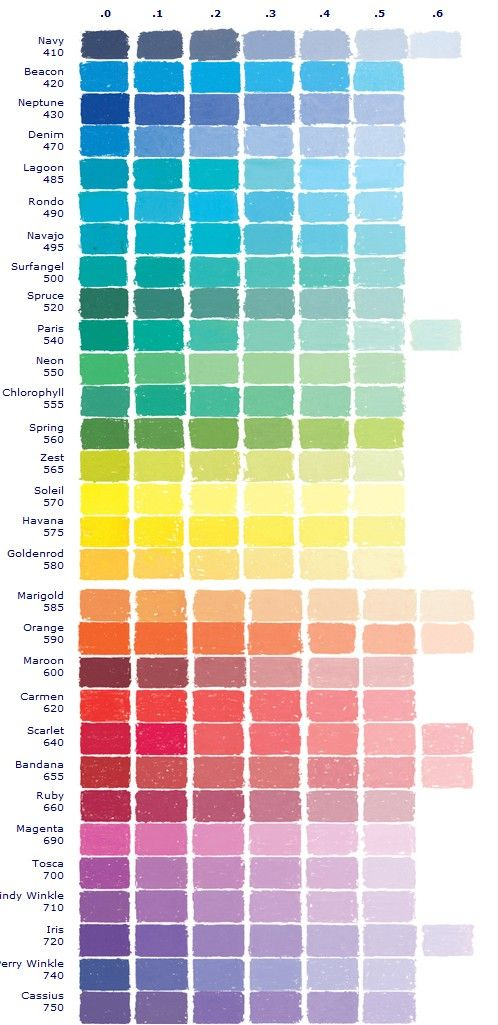 .0 .1 .2 .3 .4 .5 .6
Navy
410
Beacon
420
Neptune
430
Denim
470
Lagoon
485
Rondo
490
Navajo
495
Surfangel
500
Spruce
520
Paris
540
Neon
550
Chlorophyll
555
Spring
560
Zest
565
Soleil
570
Havana
575
Goldenrod
580
Marigold
585
Orange
590
Maroon
600
Carmen
620
Scarlet
640
Bandana
655
Ruby
660
Magenta
690
Tosca
700
indy Winkle
710
Iris
720
erry Winkle
740
Cassius
750